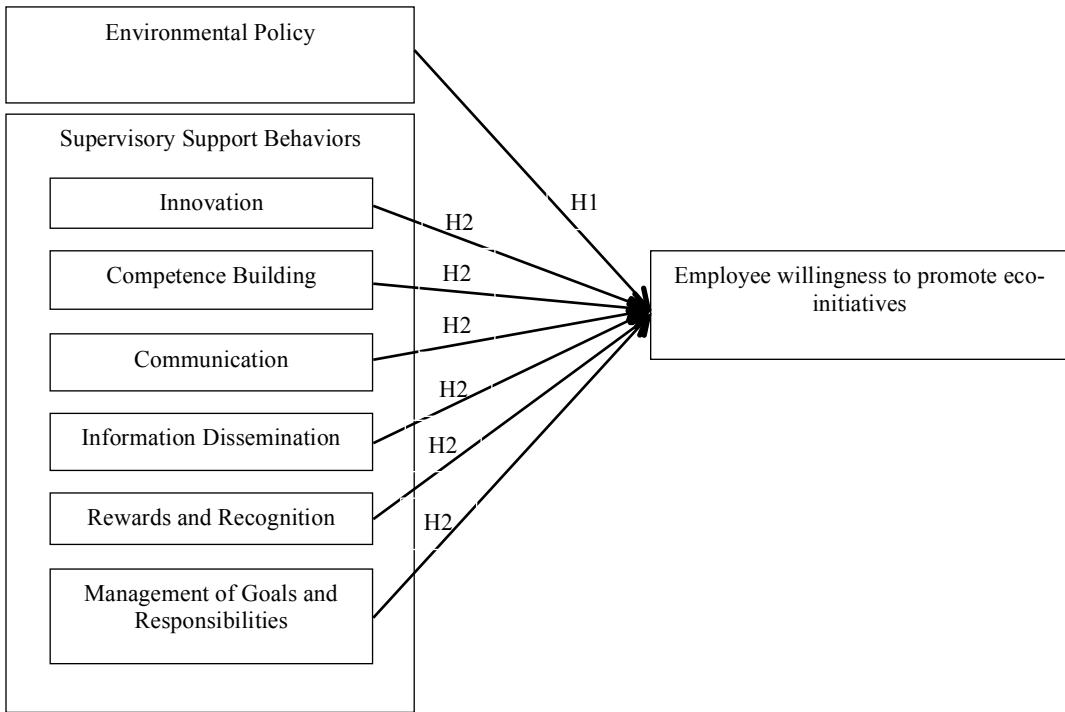 Environmental Policy
Supervisory Support Behaviors
Innovation
Competence Building
Communication
Information Dissemination
Rewards and Recognition
Management of Goals and
Responsibilities
H1
H2
H2
H2
H2
H2
H2
Employee willingness to promote eco-
initiatives